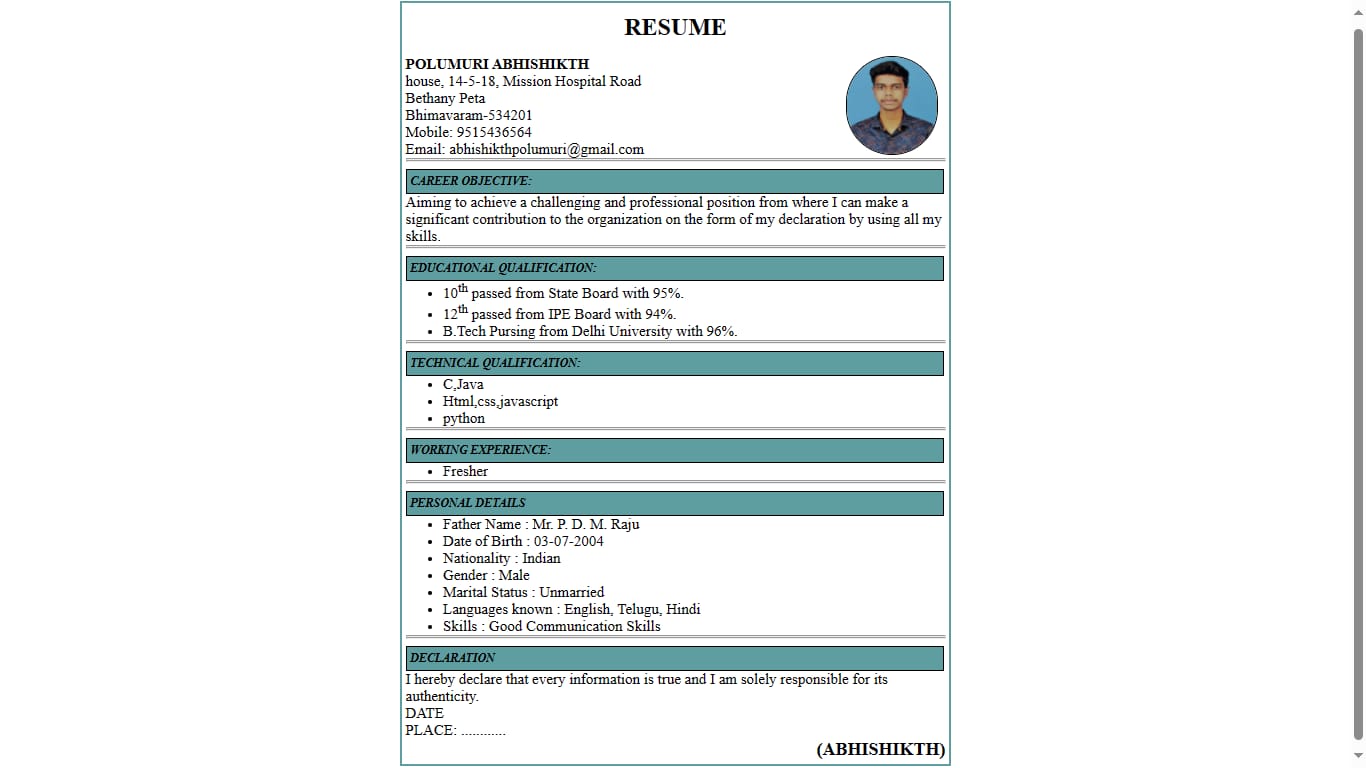 RESUME
POLUMURI ABHISHIKTH
house, 14-5-18, Mission Hospital Road
Bethany Peta
Bhimavaram-534201
Mobile: 9515436564
Email: abhishikthpolumuri@gmail.com
CAREER OBJECTIVE:
Aiming to achieve a challenging and professional position from where I can make a
significant contribution to the organization on the form of my declaration by using all my
skills.
EDUCATIONAL QUALIFICATION:
• 10th passed from State Board with 95%.
• 12th passed from IPE Board with 94%.
• B.Tech Pursing from Delhi University with 96%.
TECHNICAL QUALIFICATION:
• C,Java
• Html,css,javascript
• python
WORKING EXPERIENCE:
• Fresher
PERSONAL DETAILS
• Father Name : Mr. P. D. M. Raju
• Date of Birth : 03-07-2004
• Nationality : Indian
• Gender : Male
• Marital Status : Unmarried
• Languages known : English, Telugu, Hindi
• Skills : Good Communication Skills
DECLARATION
I hereby declare that every information is true and I am solely responsible for its
authenticity.
DATE
PLACE: ............
(ABHISHIKTH)